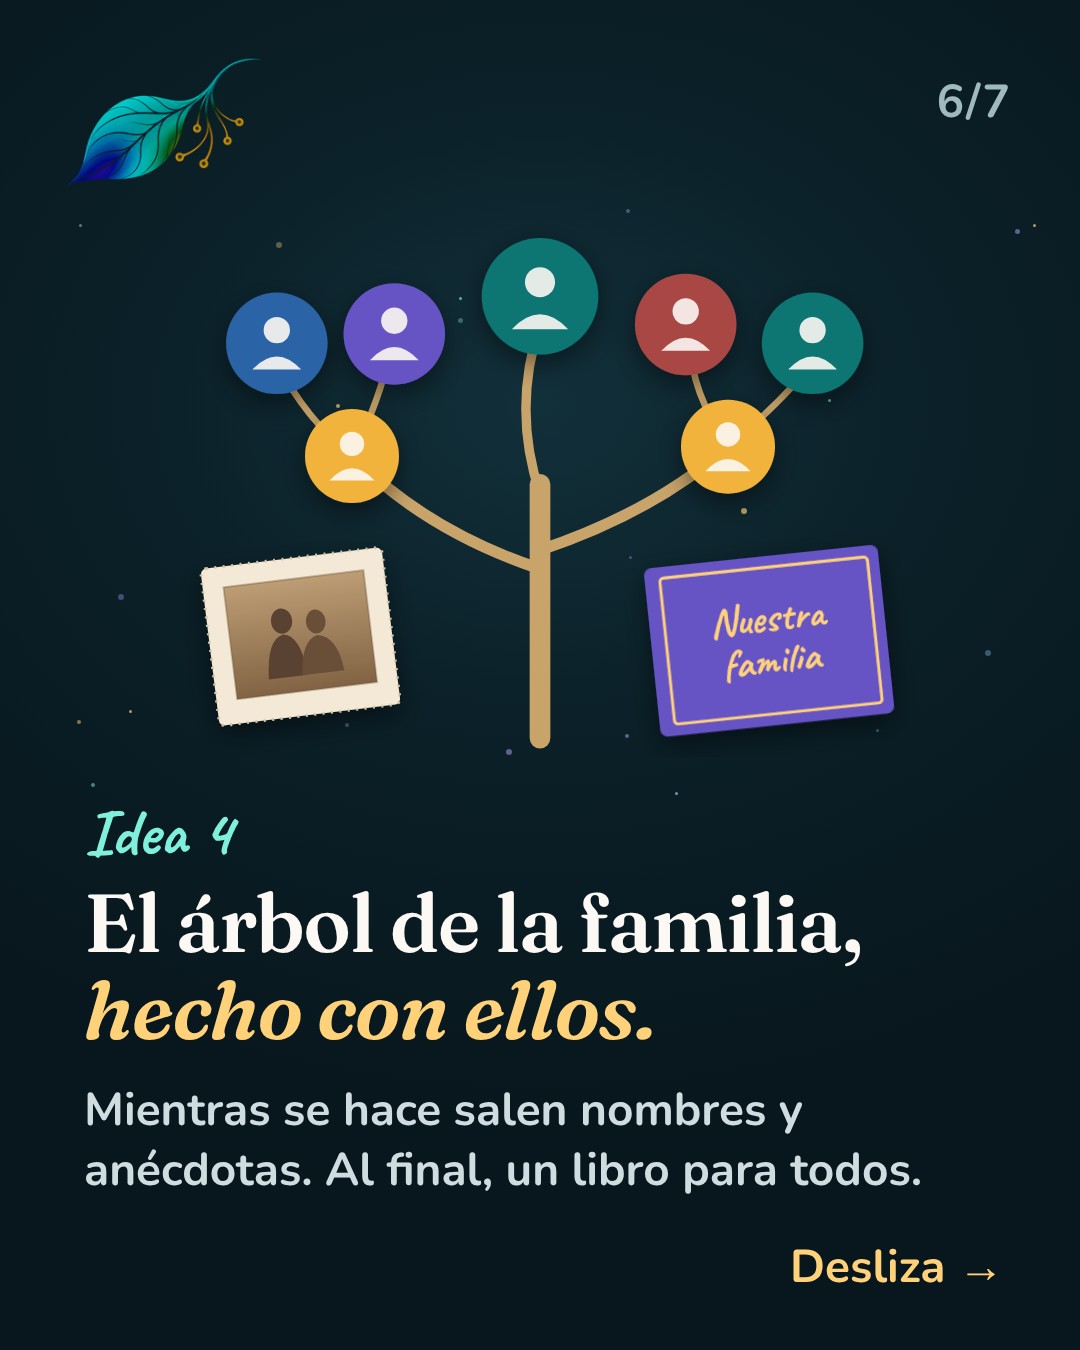 6/7
Nuestra
familia
Idea 4
El árbol de la familia,
hecho con ellos.
Mientras se hace salen nombres y
anécdotas. Al final, un libro para todos.
Desliza →